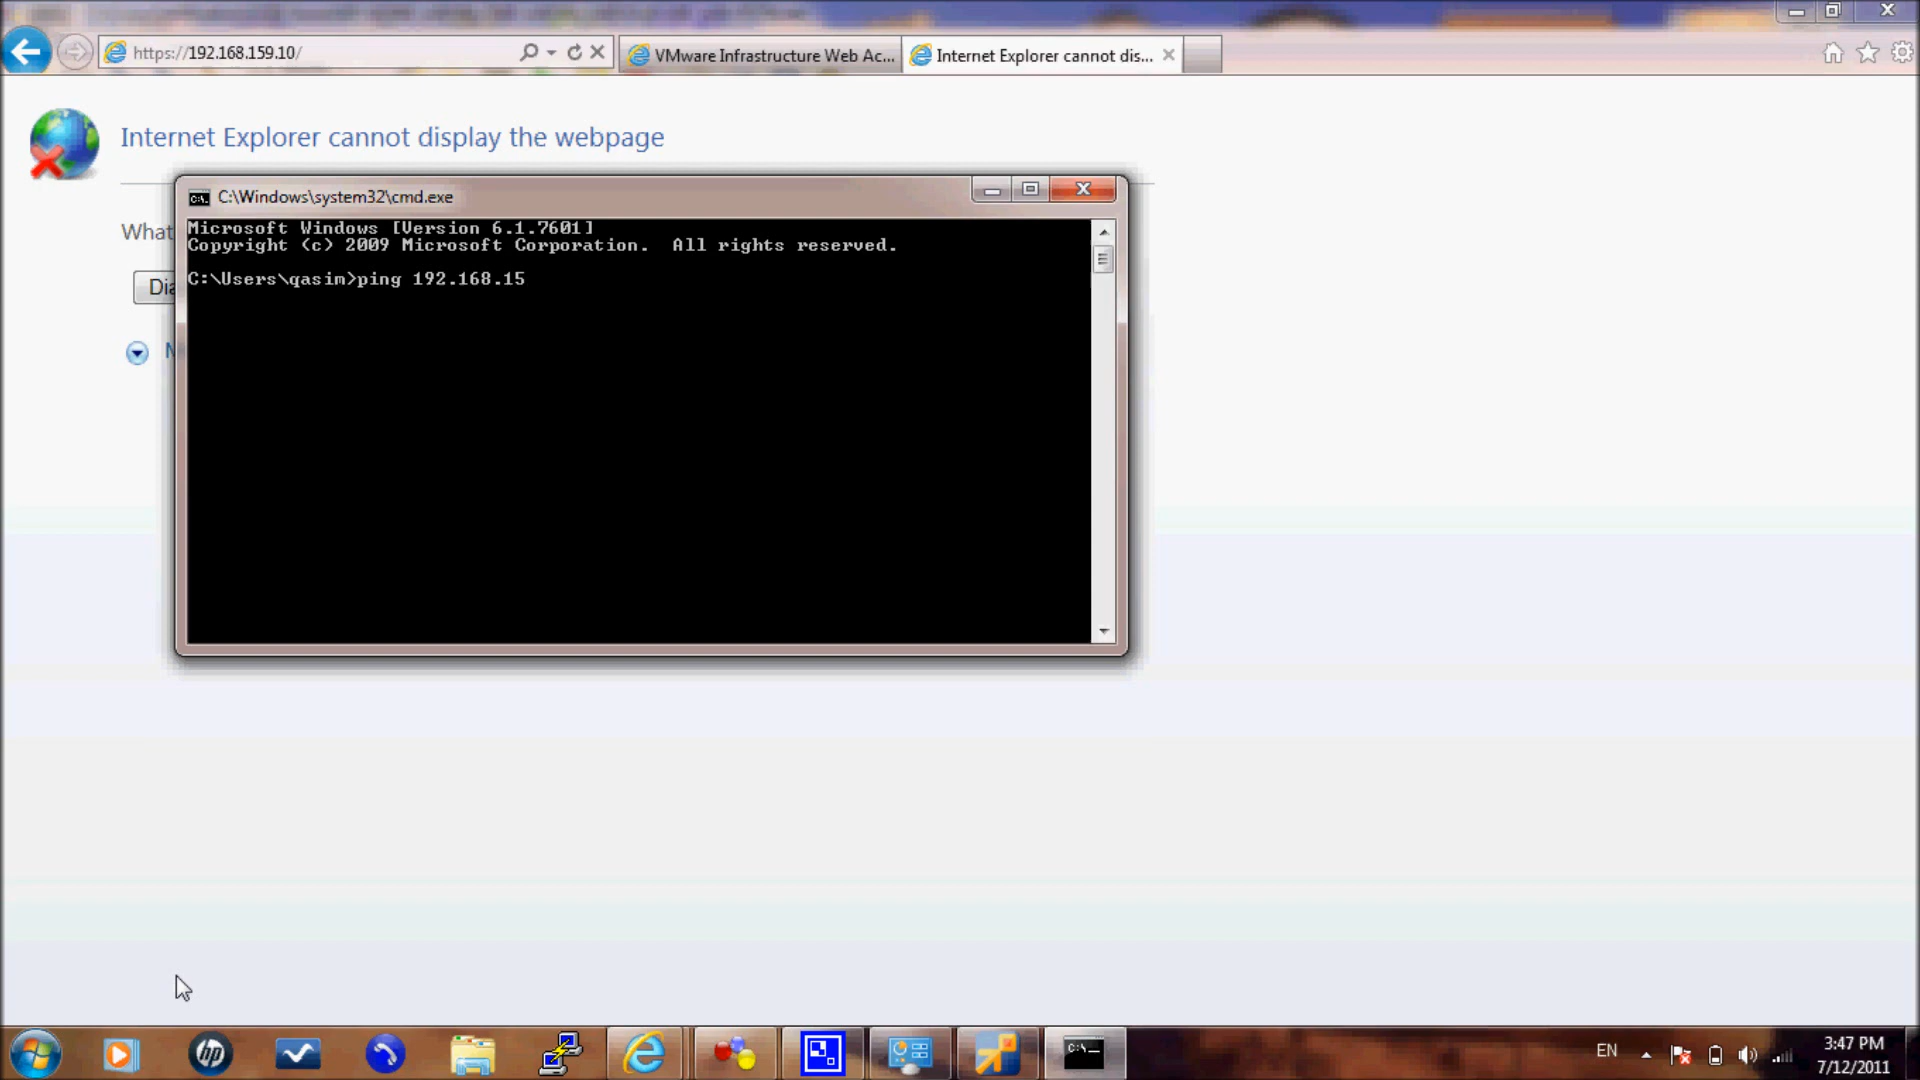 https://192.168.159.10/
VMware Infrastructure Web Ac...
Internet Explorer cannot dis...
Internet Explorer cannot display the webpage
What
C:\Windows\system32\cmd.exe
Microsoft Windows [Version 6.1.7601]
Copyright (c) 2009 Microsoft Corporation.  All rights reserved.
C:\Users\qasim>ping 192.168.15
Dia
hp
C:\_
EN
3:47 PM
7/12/2011